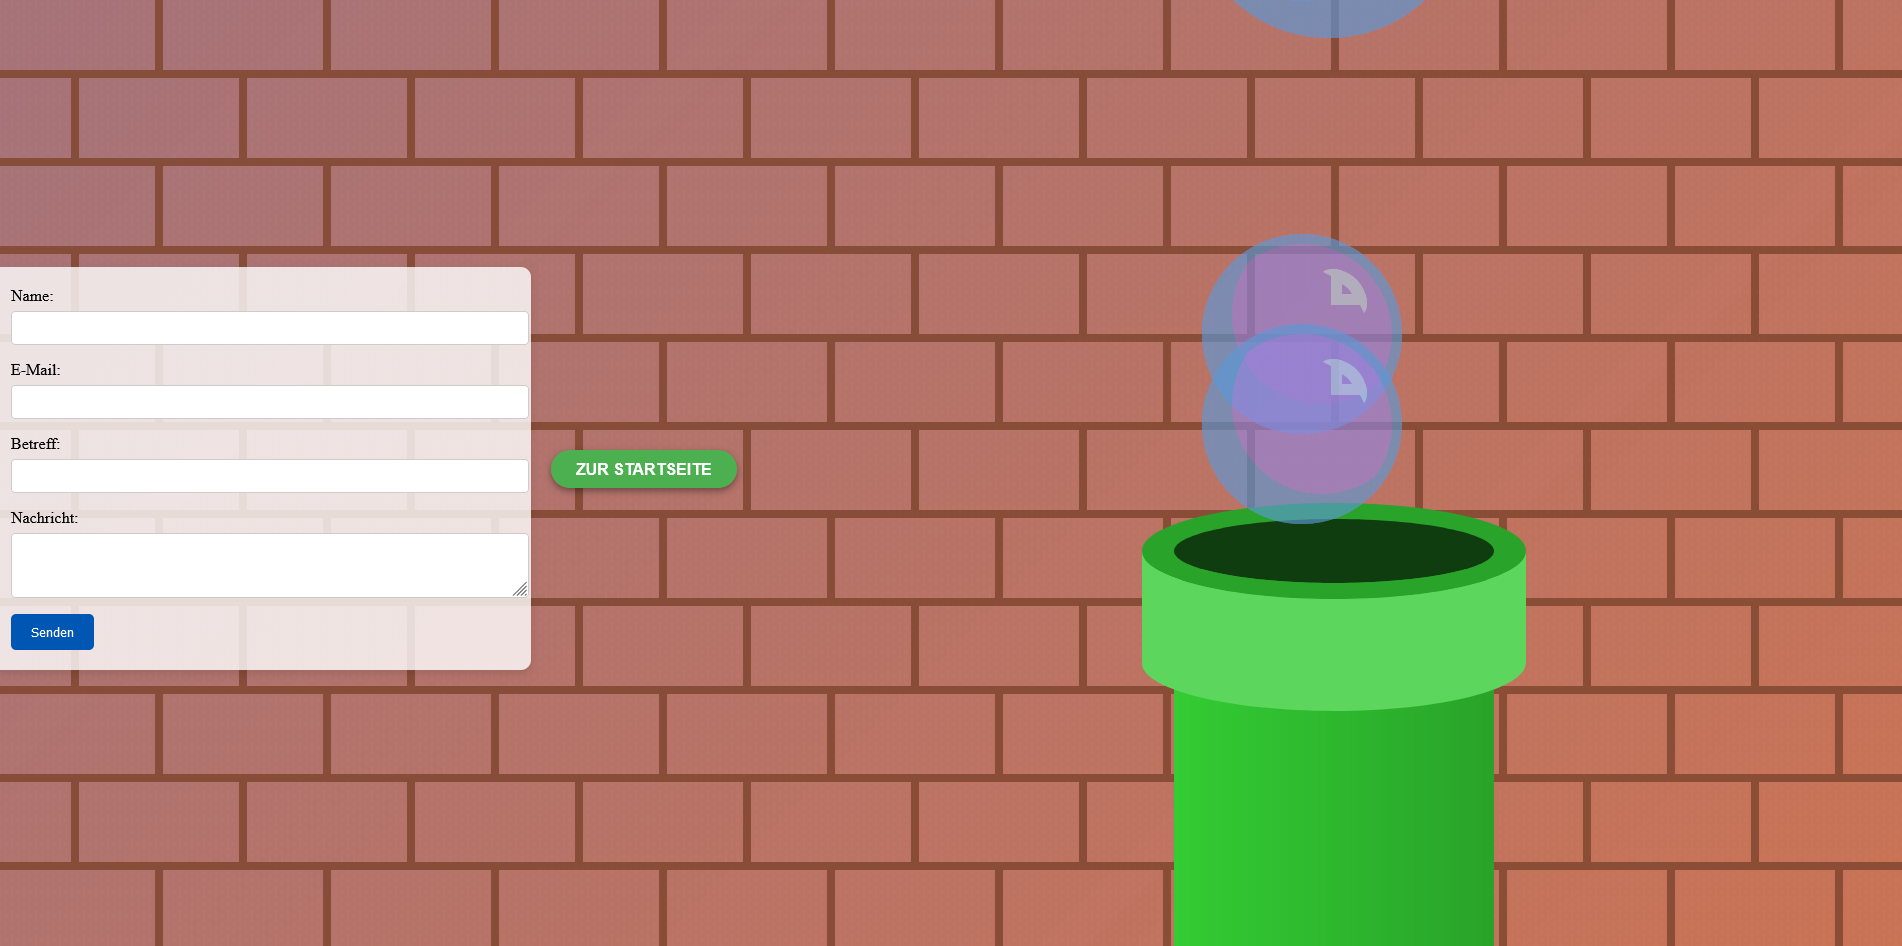 Name:
E-Mail:
Betreff:
ZUR STARTSEITE
Nachricht:
Senden